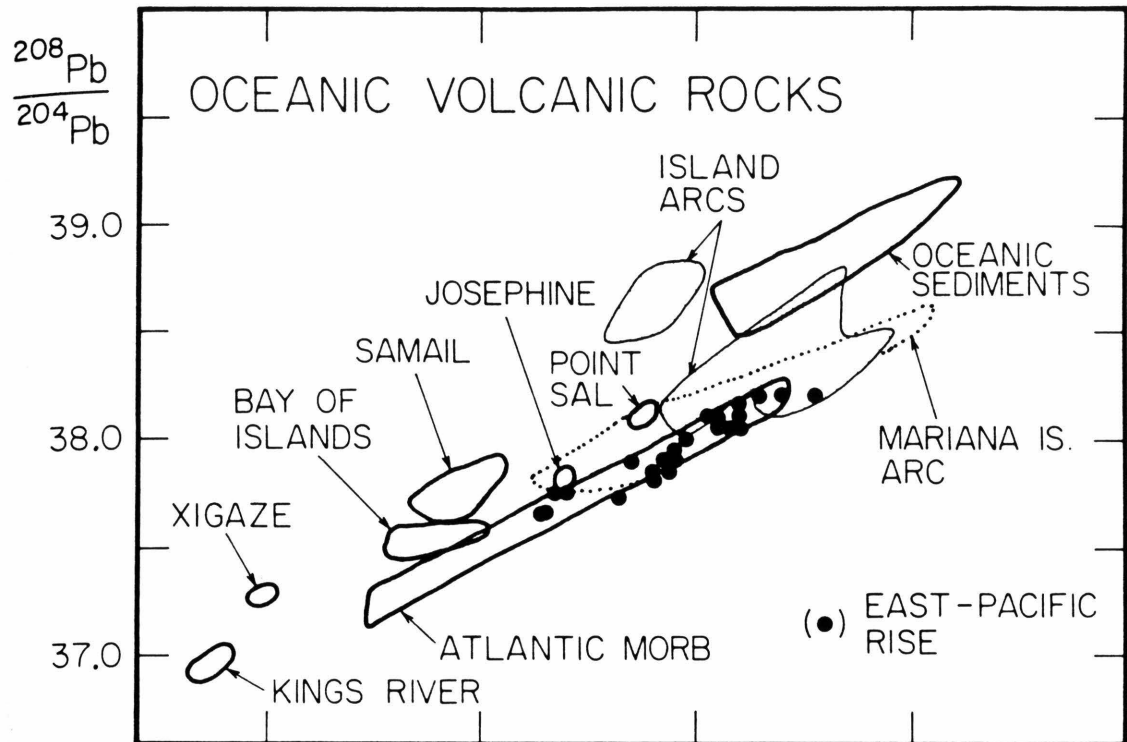 208Pb
204Pb
OCEANIC VOLCANIC ROCKS
ISLAND
ARCS
39.0
OCEANIC
SEDIMENTS
JOSEPHINE
SAMAIL
POINT
SAL
BAY OF
ISLANDS
38.0
MARIANA IS.
ARC
XIGAZE
(●) EAST-PACIFIC
RISE
ATLANTIC MORB
37.0
KINGS RIVER